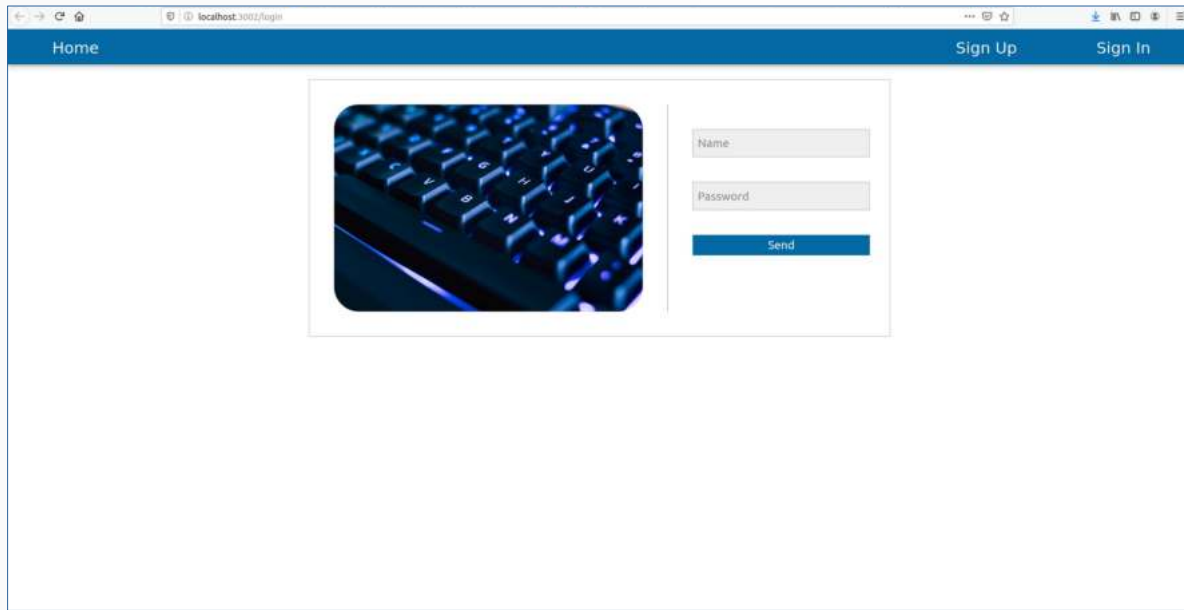 localhost:3002/login
Home
Sign Up
Sign In
Name
Password
Send
C
V
B
N
M
G
H
J
K
Y
U
I